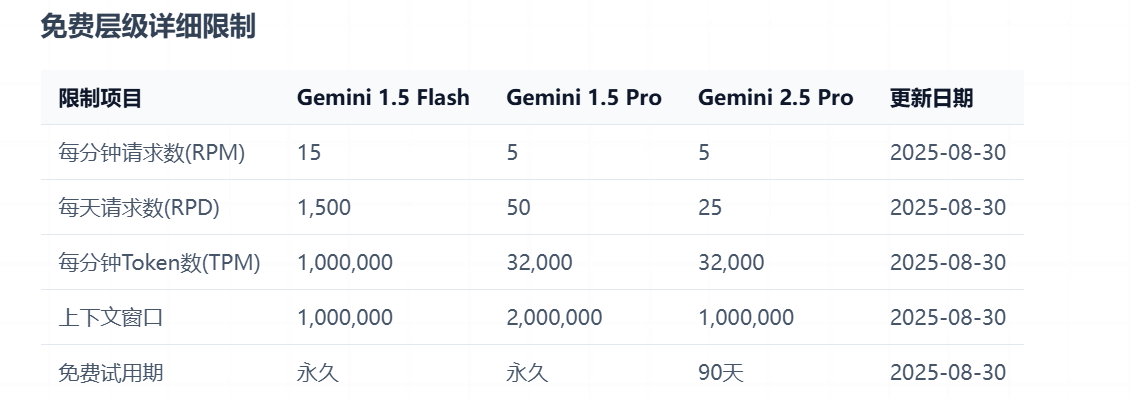 免费层级详细限制
限制项目 Gemini 1.5 Flash Gemini 1.5 Pro Gemini 2.5 Pro 更新日期
每分钟请求数(RPM) 15 5 5 2025-08-30
每天请求数(RPD) 1,500 50 25 2025-08-30
每分钟Token数(TPM) 1,000,000 32,000 32,000 2025-08-30
上下文窗口 1,000,000 2,000,000 1,000,000 2025-08-30
免费试用期 永久 永久 90天 2025-08-30